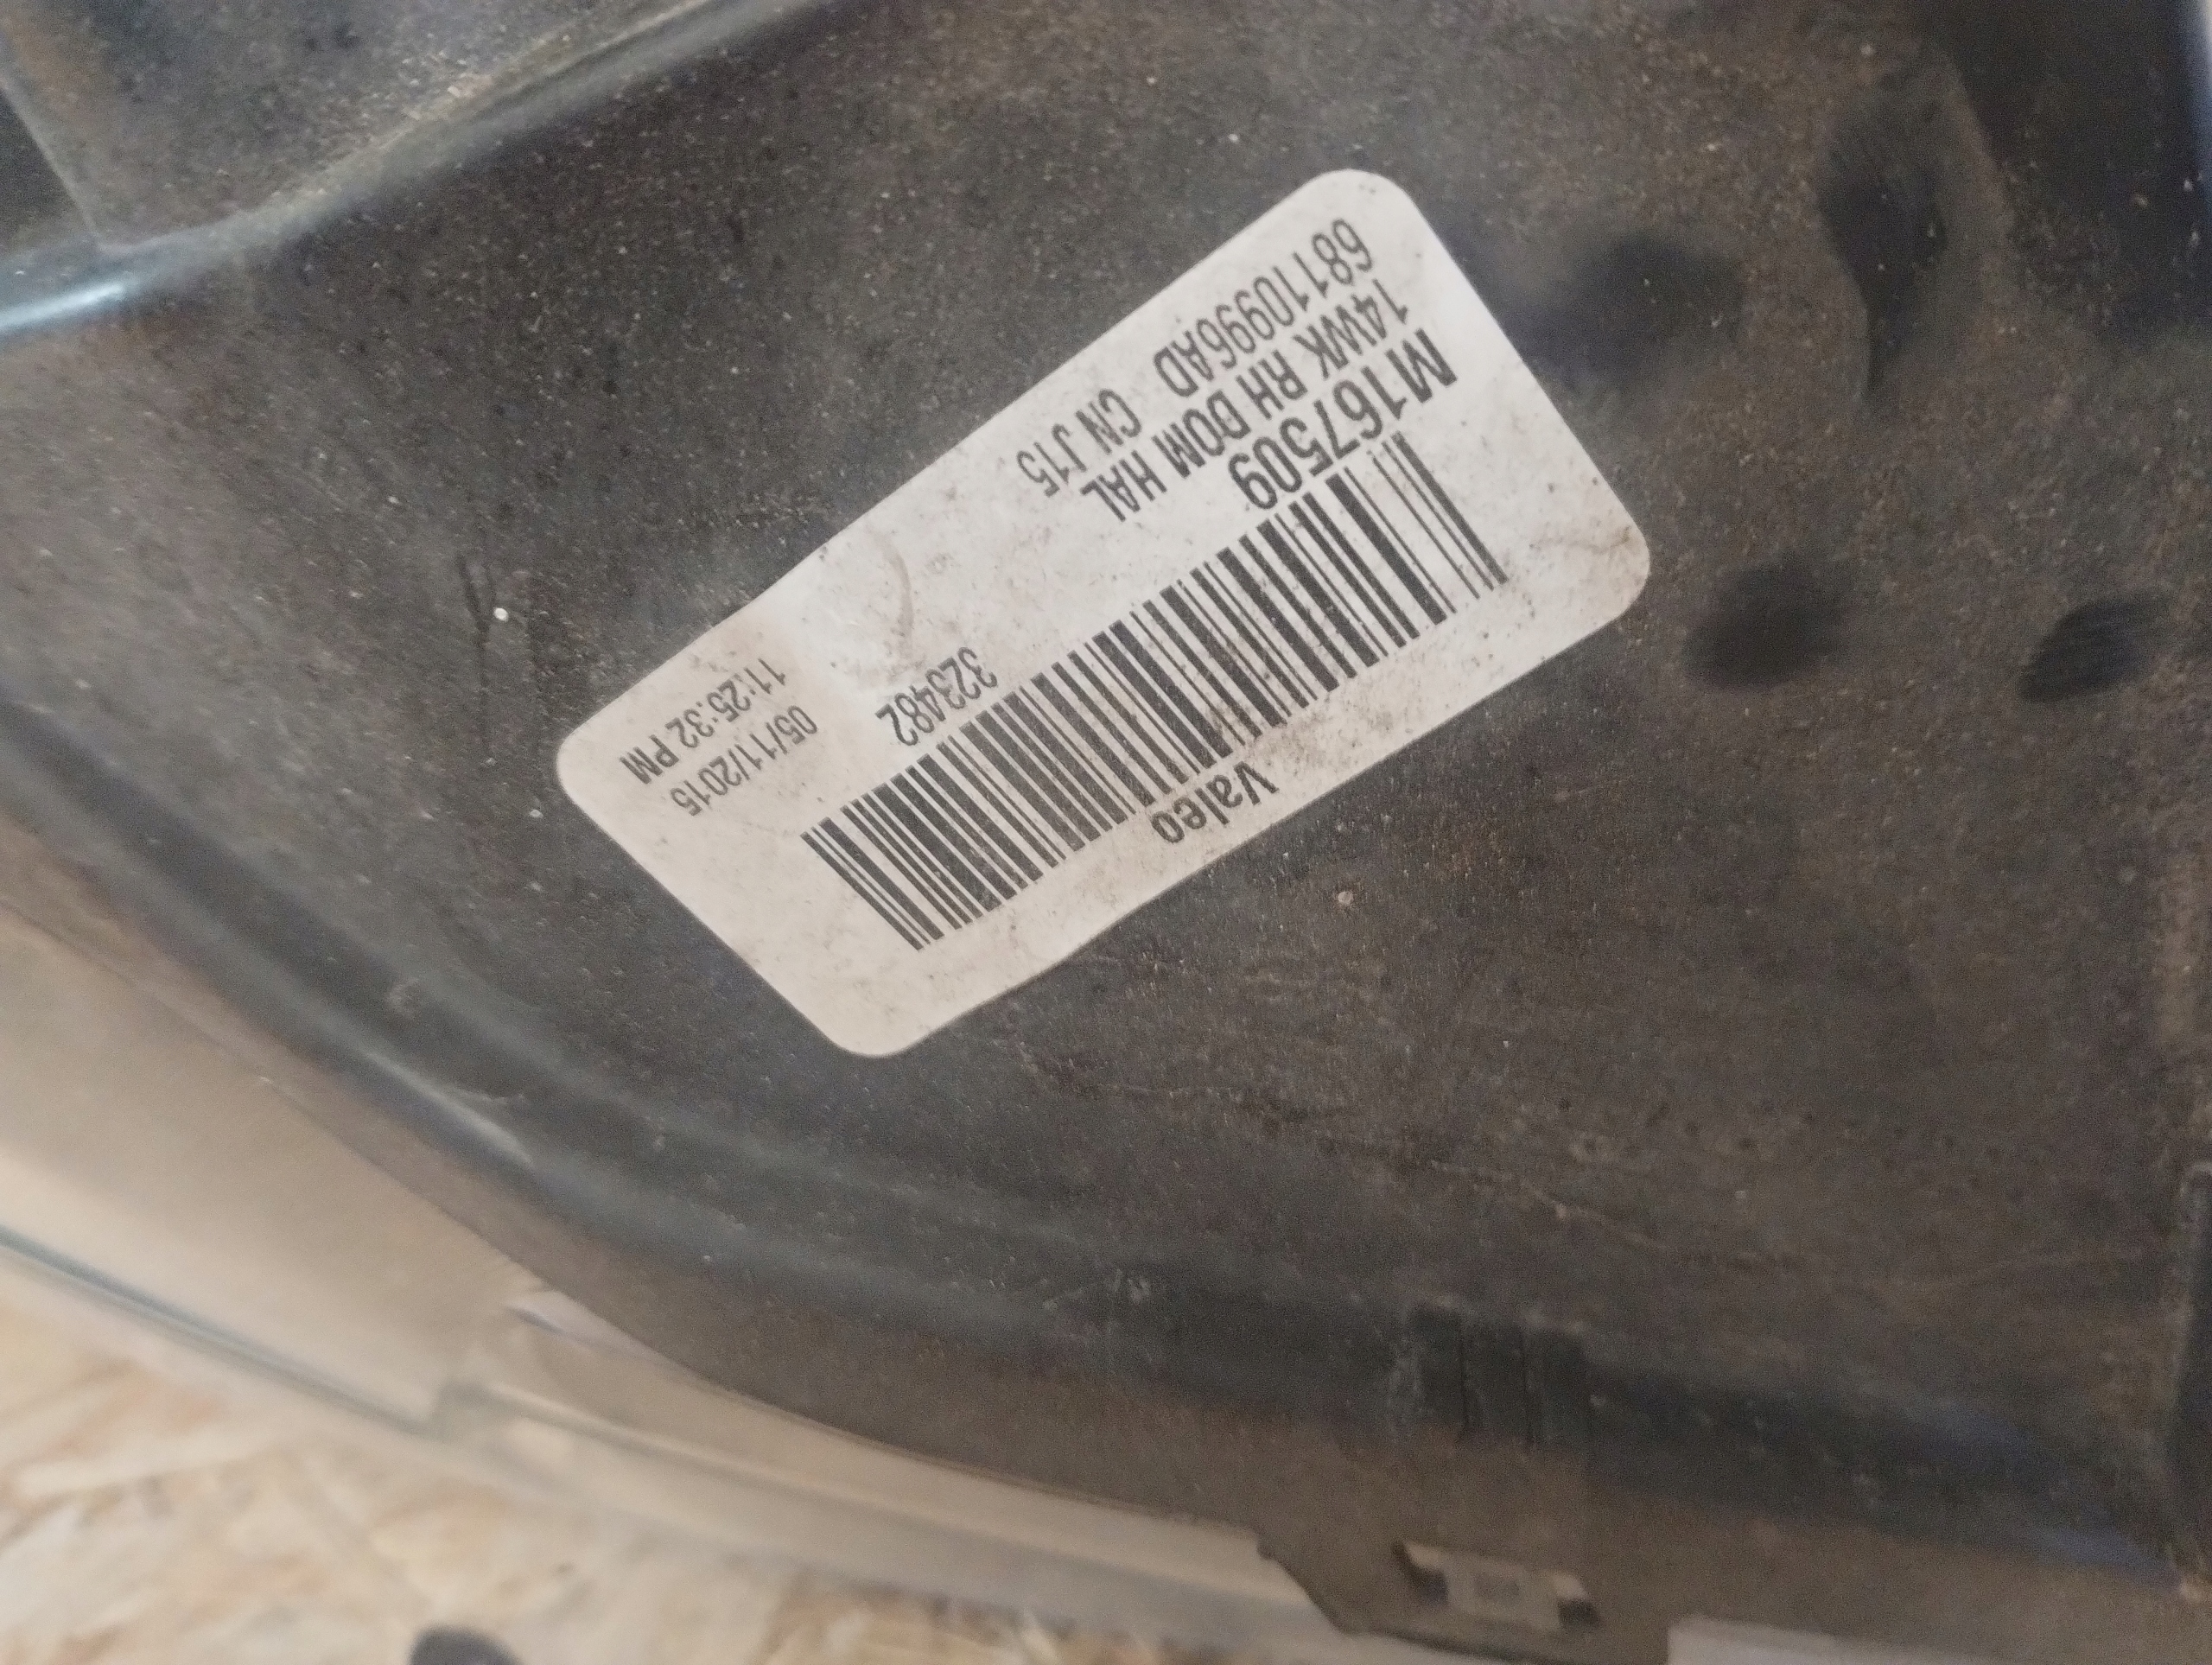 Valeo
M167509
323482
14WK RH DOM HAL
05/11/2015
68110996AD CN J15
11:25:32 PM